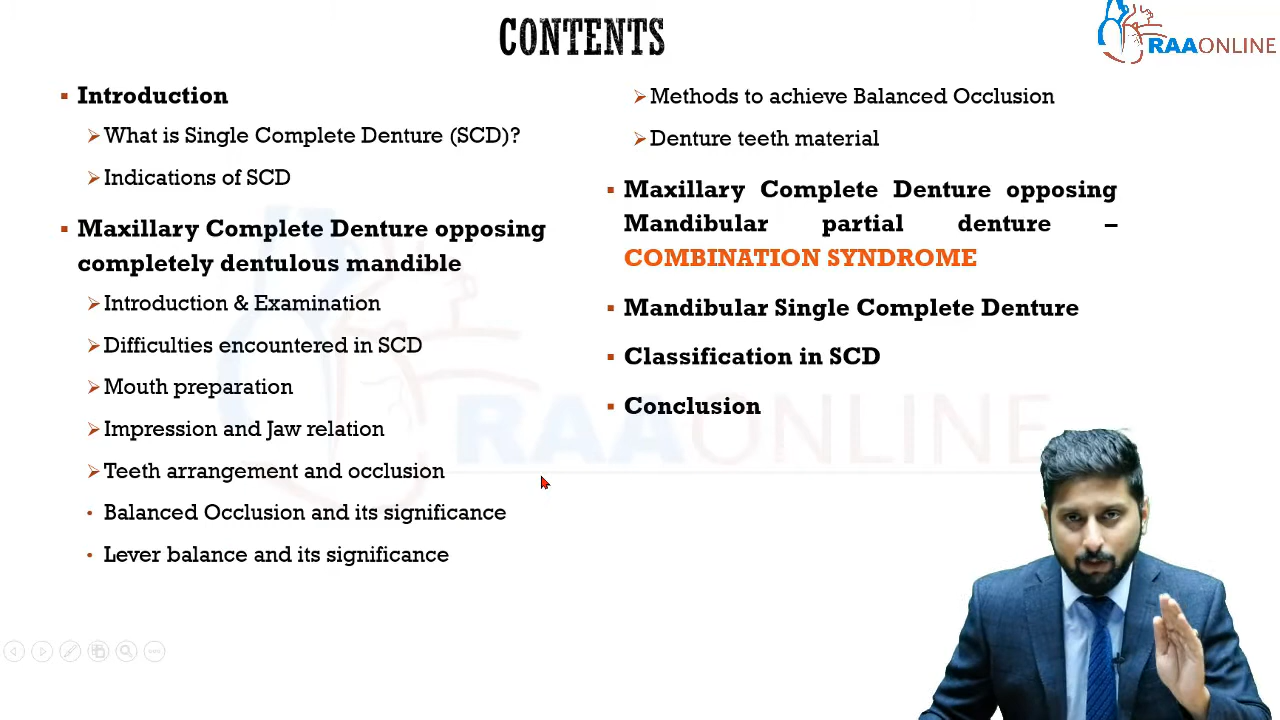 CONTENTS
RAAONLINE
Introduction
What is Single Complete Denture (SCD)?
Indications of SCD
Maxillary Complete Denture opposing
completely dentulous mandible
Introduction & Examination
Difficulties encountered in SCD
Mouth preparation
Impression and Jaw relation
Teeth arrangement and occlusion
Balanced Occlusion and its significance
Lever balance and its significance
Methods to achieve Balanced Occlusion
Denture teeth material
Maxillary Complete Denture opposing
Mandibular partial denture –
COMBINATION SYNDROME
Mandibular Single Complete Denture
Classification in SCD
Conclusion
RAAONLINE